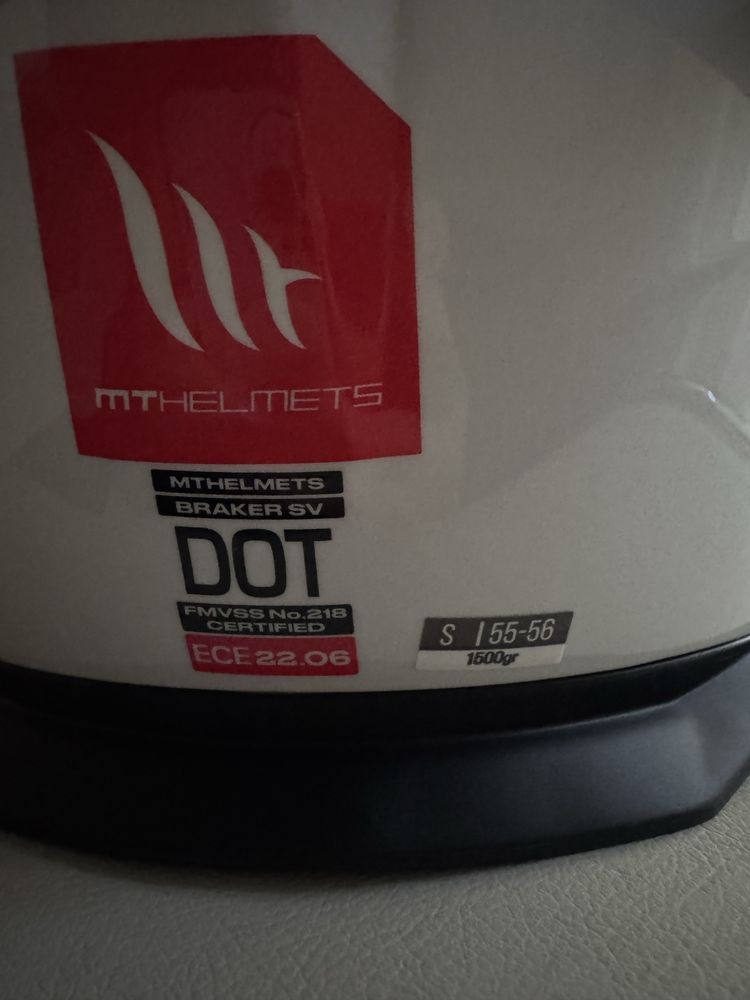 MTHELMETS
MTHELMETS
BRAKER SV
DOT
FMVSS No.218
CERTIFIED
ECE 22.06
S | 55-56
1500gr